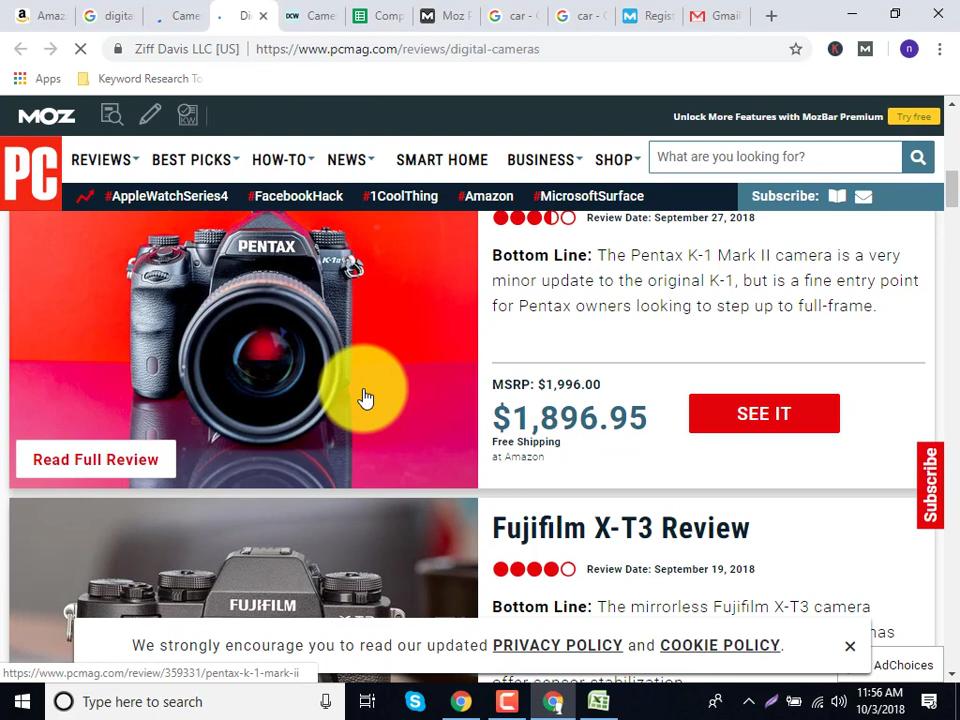 Amaz
digita
Came
Di
DCW Came
Comp
Moz P
car - G
car - G
Regist
Gmail
Ziff Davis LLC [US] | https://www.pcmag.com/reviews/digital-cameras
K M n
Apps Keyword Research To
MOZ KW Unlock More Features with MozBar Premium Try free
PC REVIEWS BEST PICKS HOW-TO NEWS SMART HOME BUSINESS SHOP What are you looking for?
#AppleWatchSeries4 #FacebookHack #1CoolThing #Amazon #MicrosoftSurface Subscribe:
Review Date: September 27, 2018
Bottom Line: The Pentax K-1 Mark II camera is a very
minor update to the original K-1, but is a fine entry point
for Pentax owners looking to step up to full-frame.
PENTAX
K-1 II
MSRP: $1,996.00
$1,896.95
Free Shipping
at Amazon
SEE IT
Read Full Review
Subscribe
Fujifilm X-T3 Review
Review Date: September 19, 2018
Bottom Line: The mirrorless Fujifilm X-T3 camera
has
offer sensor stabilization.
FUJIFILM
We strongly encourage you to read our updated PRIVACY POLICY and COOKIE POLICY.
AdChoices
https://www.pcmag.com/review/359331/pentax-k-1-mark-ii
Type here to search
11:56 AM
10/3/2018